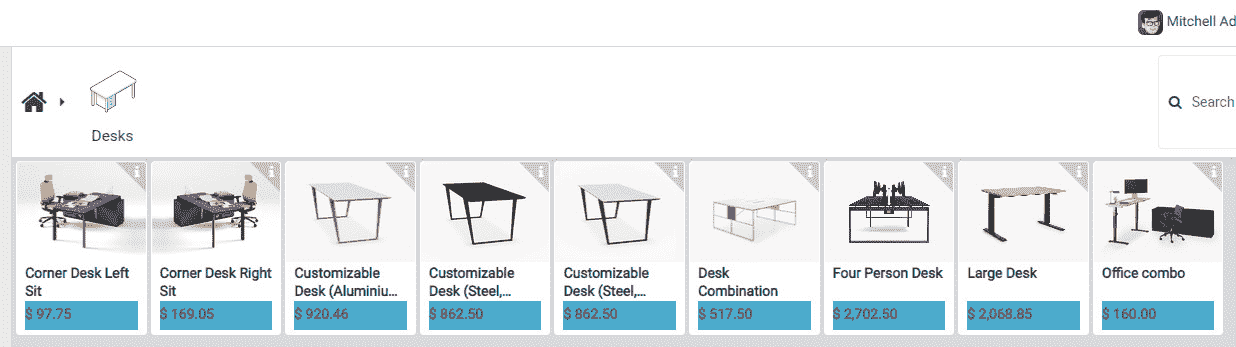 Mitchell Ad
Search
Desks
Corner Desk Left
Sit
$ 97.75
Corner Desk Right
Sit
$ 169.05
Customizable
Desk (Aluminiu...
$ 920.46
Customizable
Desk (Steel,...
$ 862.50
Customizable
Desk (Steel,...
$ 862.50
Desk
Combination
$ 517.50
Four Person Desk
$ 2,702.50
Large Desk
$ 2,068.85
Office combo
$ 160.00